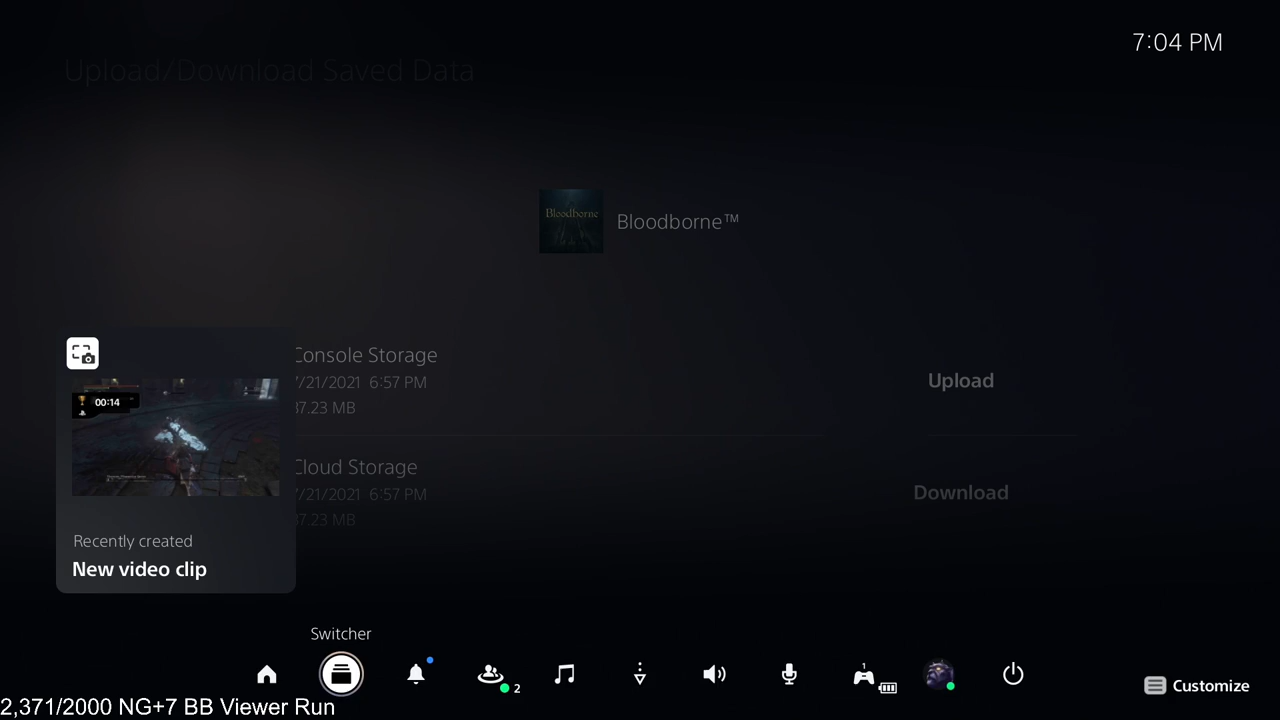 7:04 PM
Upload/Download Saved Data
Bloodborne
Bloodborne™
Console Storage
7/21/2021 6:57 PM
37.23 MB
Upload
Cloud Storage
7/21/2021 6:57 PM
37.23 MB
Download
00:14
Recently created
New video clip
Switcher
2
1
Customize
2,371/2000 NG+7 BB Viewer Run